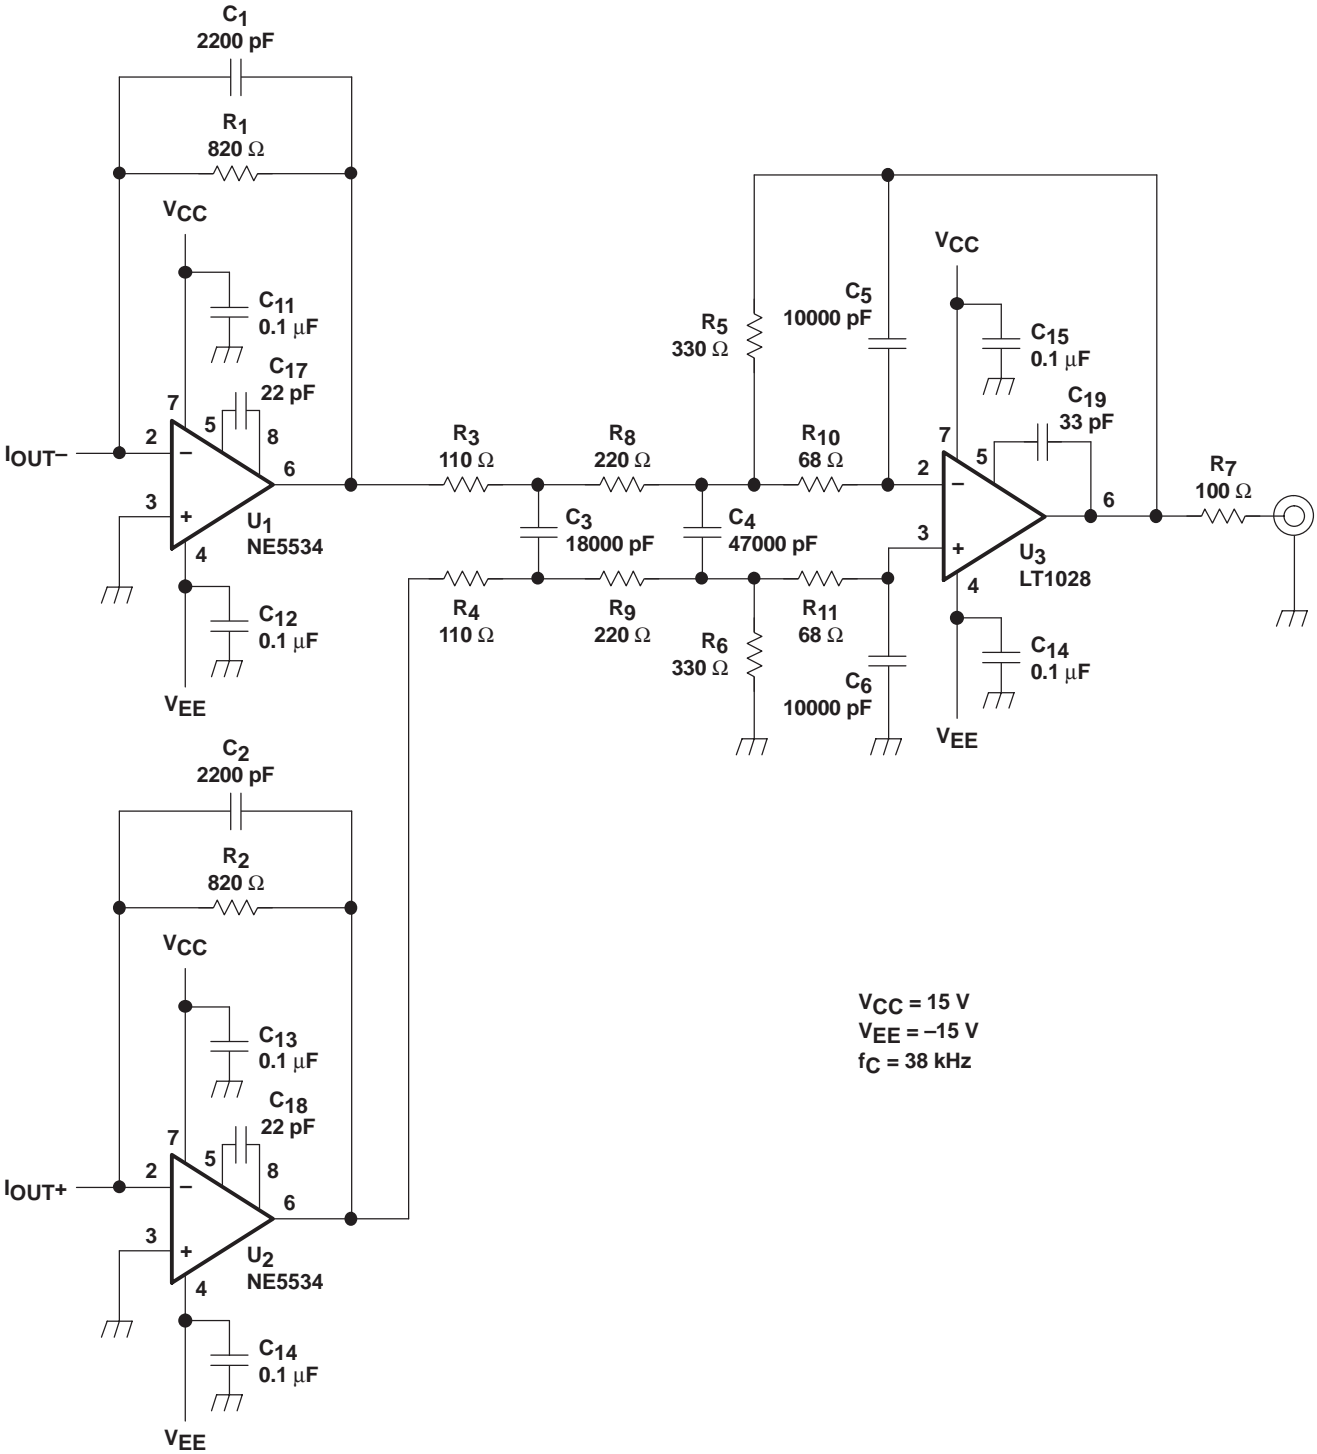 C1
2200 pF
R1
820 Ω
VCC
C11
0.1 μF
C17
22 pF
7
5
8
2
–
IOUT–
6
3
+
U1
NE5534
4
C12
0.1 μF
VEE
R3
110 Ω
R8
220 Ω
R10
68 Ω
C3
18000 pF
C4
47000 pF
R4
110 Ω
R9
220 Ω
R11
68 Ω
R5
330 Ω
C5
10000 pF
R6
330 Ω
C6
10000 pF
VCC
C15
0.1 μF
C19
33 pF
7
5
2
–
6
3
+
U3
LT1028
4
R7
100 Ω
C14
0.1 μF
VEE
C2
2200 pF
R2
820 Ω
VCC
C13
0.1 μF
C18
22 pF
7
5
8
2
–
IOUT+
6
3
+
U2
NE5534
4
C14
0.1 μF
VEE
VCC = 15 V
VEE = –15 V
fC = 38 kHz